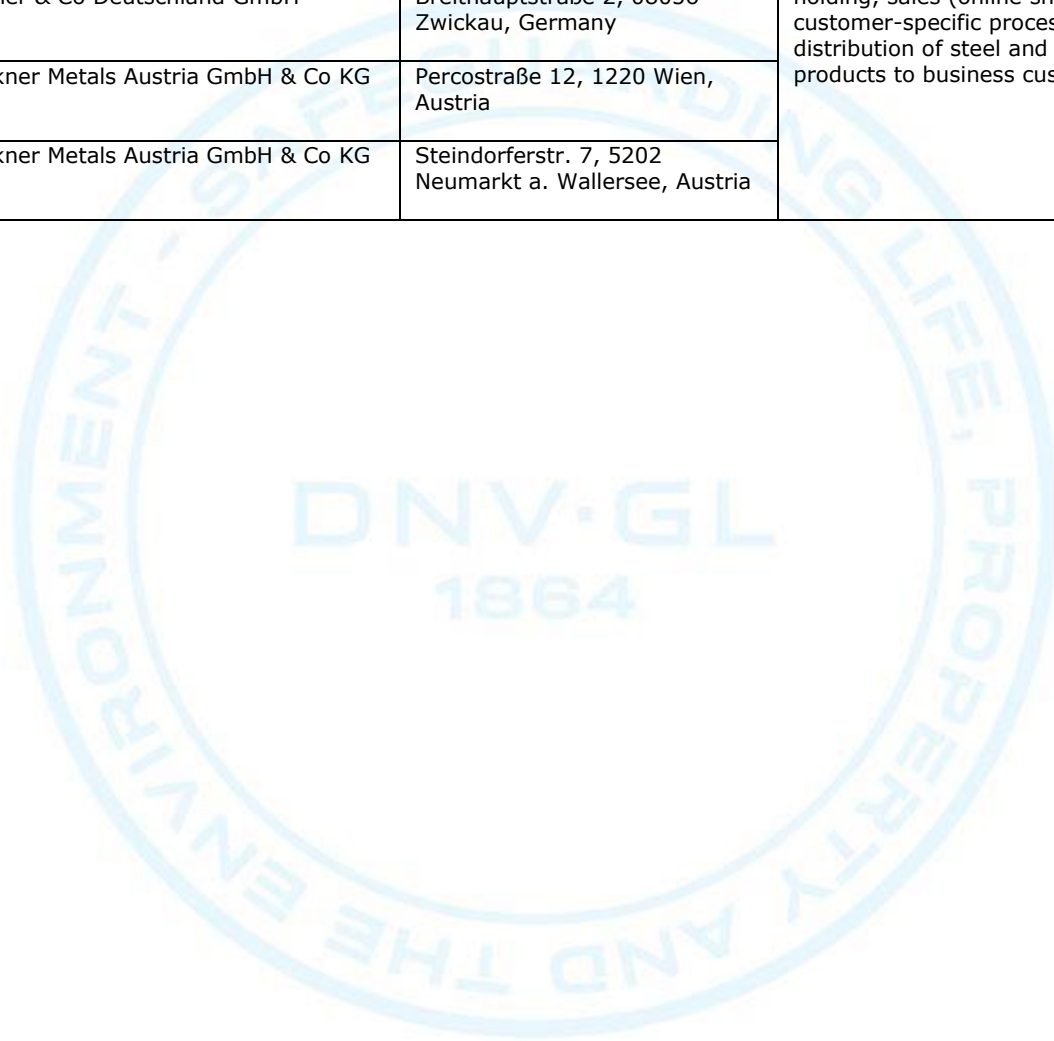 Zwickau, Germany
customer-specific
distribution of steel and
kner Metals Austria GmbH & Co KG
Percostraße 12, 1220 Wien,
Austria
products to business
kner Metals Austria GmbH & Co KG
Steindorferstr. 7, 5202
Neumarkt a. Wallersee, Austria
SAFEGUARDING LIFE, PROPERTY AND THE ENVIRONMENT -
DNV·GL
1864